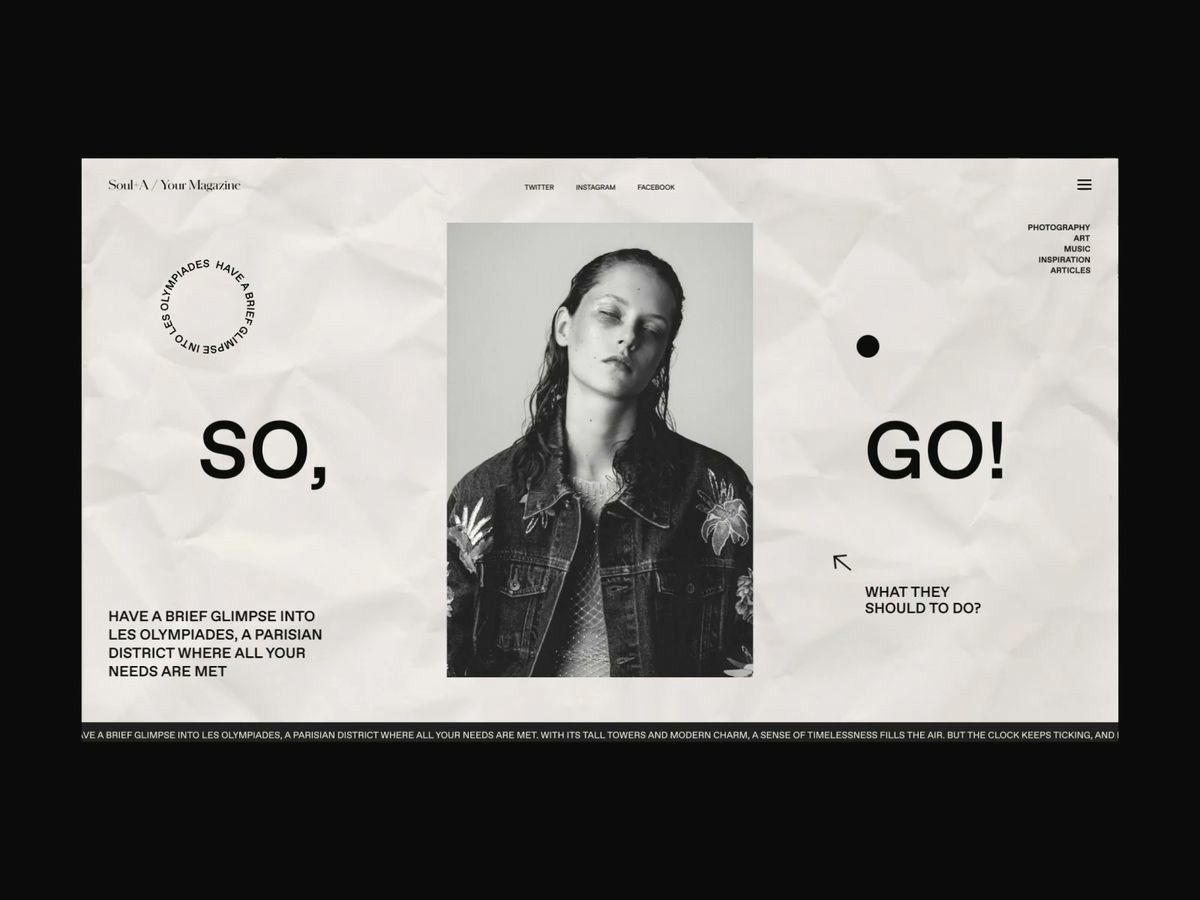 Soul+A / Your Magazine
TWITTER
INSTAGRAM
FACEBOOK
PHOTOGRAPHY
ART
MUSIC
INSPIRATION
ARTICLES
HAVE A BRIEF GLIMPSE INTO LES OLYMPIADES
SO,
GO!
WHAT THEY
SHOULD TO DO?
HAVE A BRIEF GLIMPSE INTO
LES OLYMPIADES, A PARISIAN
DISTRICT WHERE ALL YOUR
NEEDS ARE MET
A BRIEF GLIMPSE INTO LES OLYMPIADES, A PARISIAN DISTRICT WHERE ALL YOUR NEEDS ARE MET. WITH ITS TALL TOWERS AND MODERN CHARM, A SENSE OF TIMELESSNESS FILLS THE AIR. BUT THE CLOCK KEEPS TICKING, AND